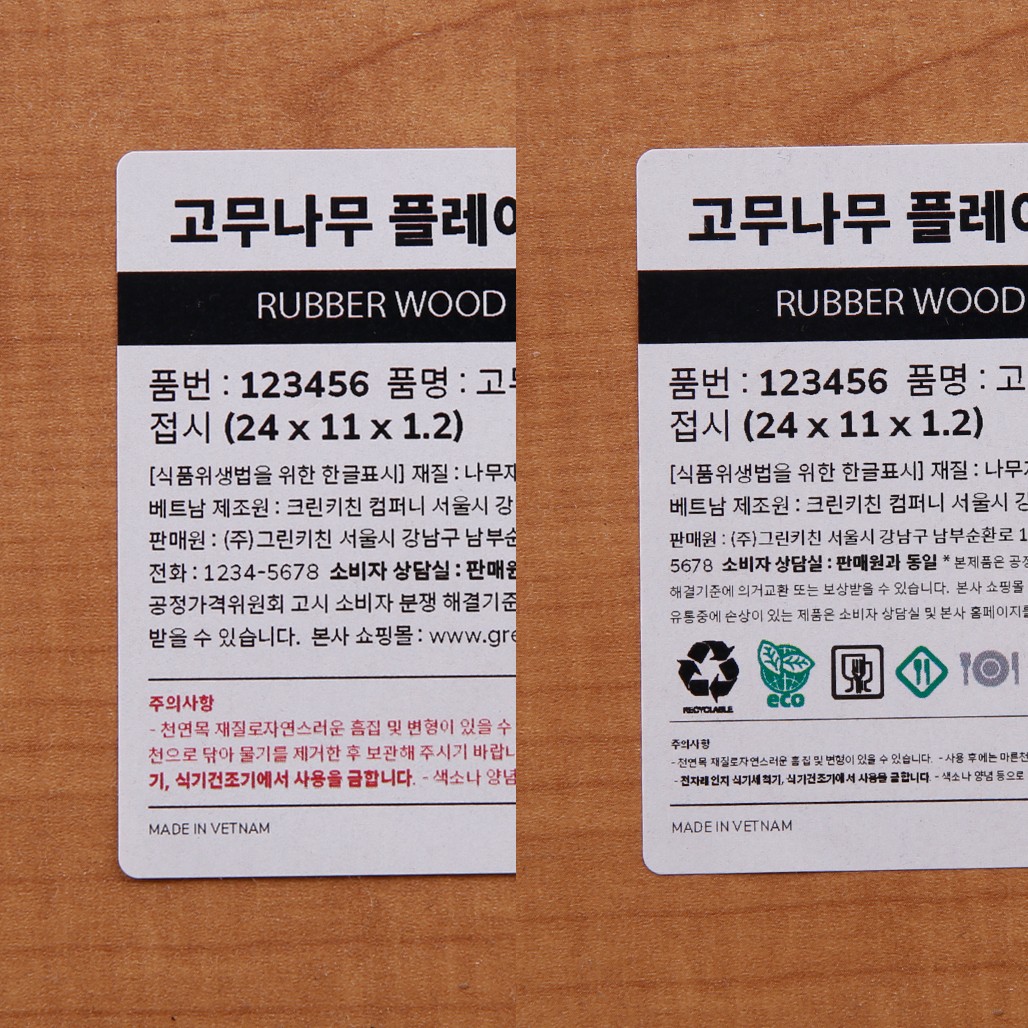 고무나무 플레이
RUBBER WOOD
품번 : 123456 품명 : 고무
접시 (24 x 11 x 1.2)
[식품위생법을 위한 한글표시] 재질 : 나무재
베트남 제조원 : 크린키친 컴퍼니 서울시 강
판매원 : (주)그린키친 서울시 강남구 남부순
전화 : 1234-5678 소비자 상담실 : 판매원
공정가격위원회 고시 소비자 분쟁 해결기준
받을 수 있습니다. 본사 쇼핑몰 : www.gre
주의사항
- 천연목 재질로자연스러운 흠집 및 변형이 있을 수
천으로 닦아 물기를 제거한 후 보관해 주시기 바랍니
기, 식기건조기에서 사용을 금합니다. - 색소나 양념
MADE IN VETNAM
고무나무 플레이
RUBBER WOOD
품번 : 123456 품명 : 고
접시 (24 x 11 x 1.2)
[식품위생법을 위한 한글표시] 재질 : 나무
베트남 제조원 : 크린키친 컴퍼니 서울시 강
판매원 : (주)그린키친 서울시 강남구 남부순환로 1
5678 소비자 상담실 : 판매원과 동일 * 본제품은 공정
해결기준에 의거교환 또는 보상받을 수 있습니다. 본사 쇼핑몰
유통중에 손상이 있는 제품은 소비자 상담실 및 본사 홈페이지를
RECYCLABLE
eco
주의사항
- 천연목 재질로자연스러운 흠집 및 변형이 있을 수 있습니다. - 사용 후에는 마른천
- 전자레인지 식기세척기, 식기건조기에서 사용을 금합니다. - 색소나 양념 등으로
MADE IN VETNAM